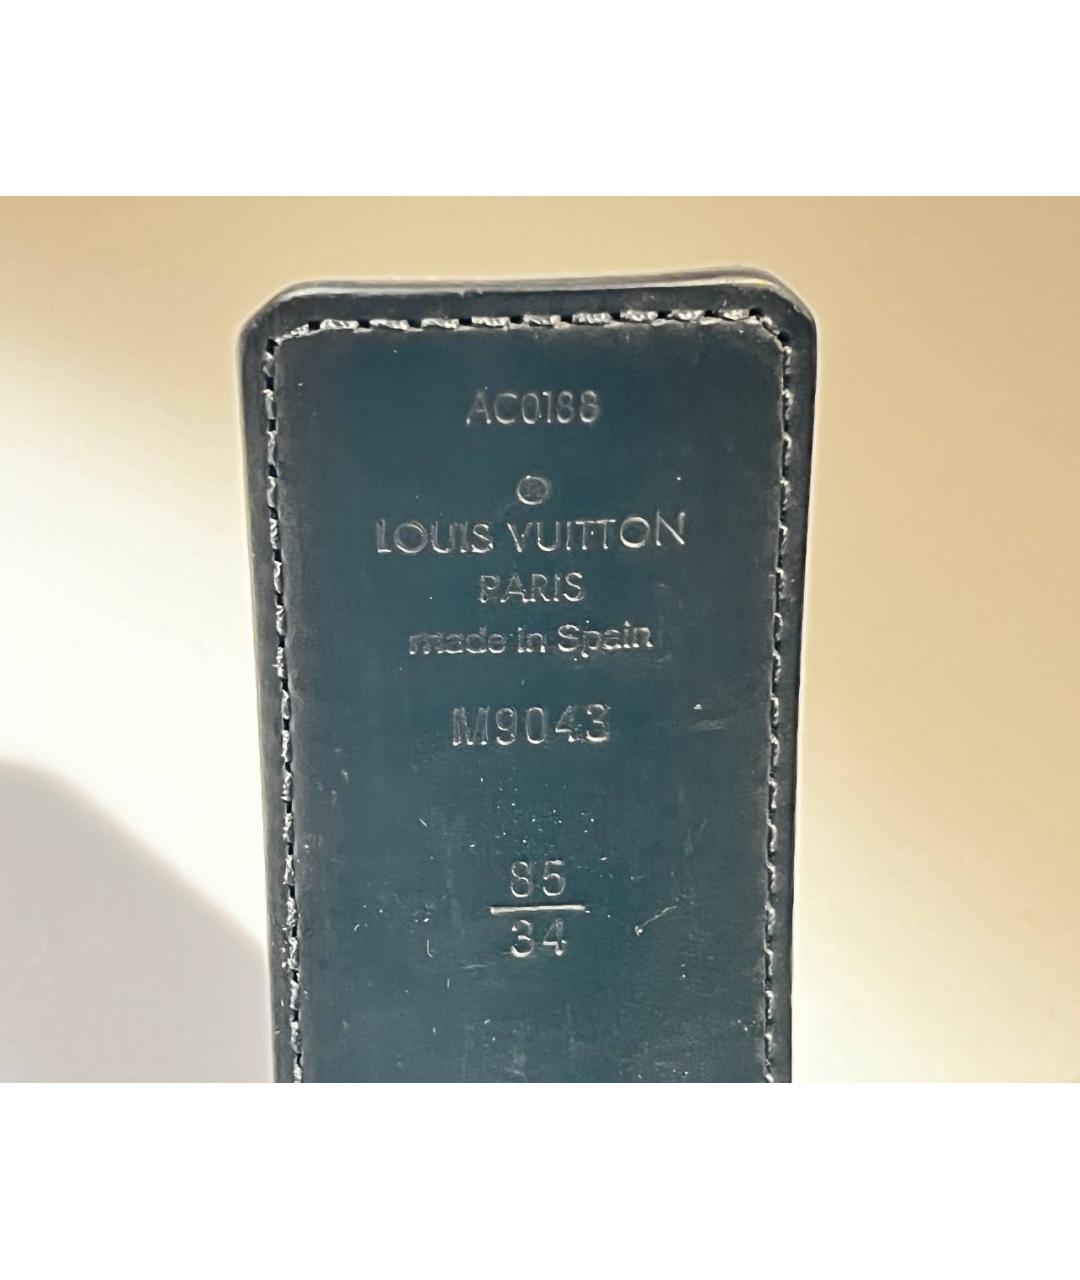 AC0188
LOUIS VUITTON
PARIS
made in Spain
M9043
85
34